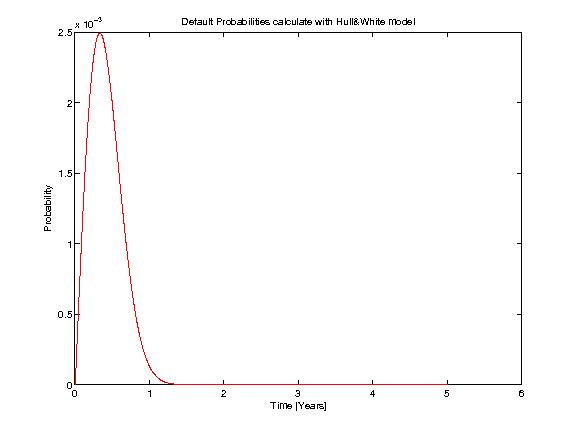 Default Probabilities calculate with Hull&White Model
x 10⁻³
2.5
2
1.5
1
0.5
0
Probability
0 1 2 3 4 5 6
Time [Years]